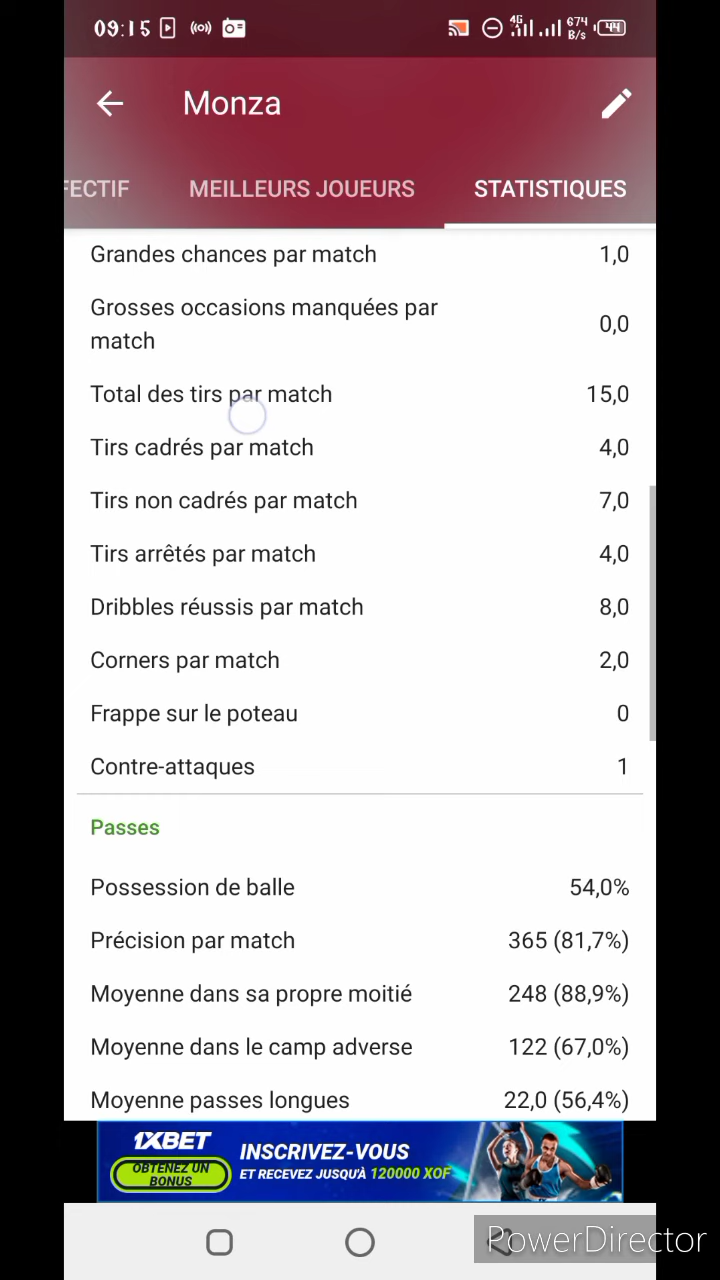 09:15 4G 674 B/s 44
Monza
FECTIF MEILLEURS JOUEURS STATISTIQUES
Grandes chances par match 1,0
Grosses occasions manquées par
match 0,0
Total des tirs par match 15,0
Tirs cadrés par match 4,0
Tirs non cadrés par match 7,0
Tirs arrêtés par match 4,0
Dribbles réussis par match 8,0
Corners par match 2,0
Frappe sur le poteau 0
Contre-attaques 1
Passes
Possession de balle 54,0%
Précision par match 365 (81,7%)
Moyenne dans sa propre moitié 248 (88,9%)
Moyenne dans le camp adverse 122 (67,0%)
Moyenne passes longues 22,0 (56,4%)
1XBET
OBTENEZ UN
BONUS
INSCRIVEZ-VOUS
ET RECEVEZ JUSQU'À 120000 XOF
PowerDirector